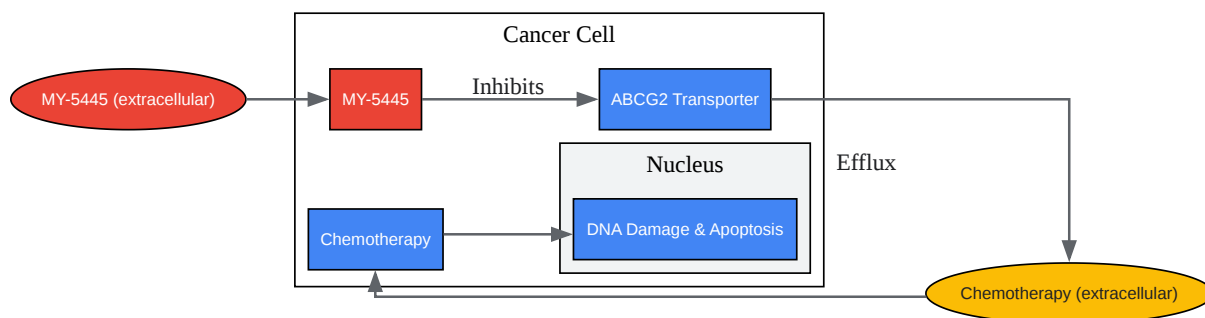 Cancer Cell
MY-5445 (extracellular)
MY-5445
Inhibits
ABCG2 Transporter
Nucleus
Efflux
Chemotherapy
DNA Damage & Apoptosis
Chemotherapy (extracellular)